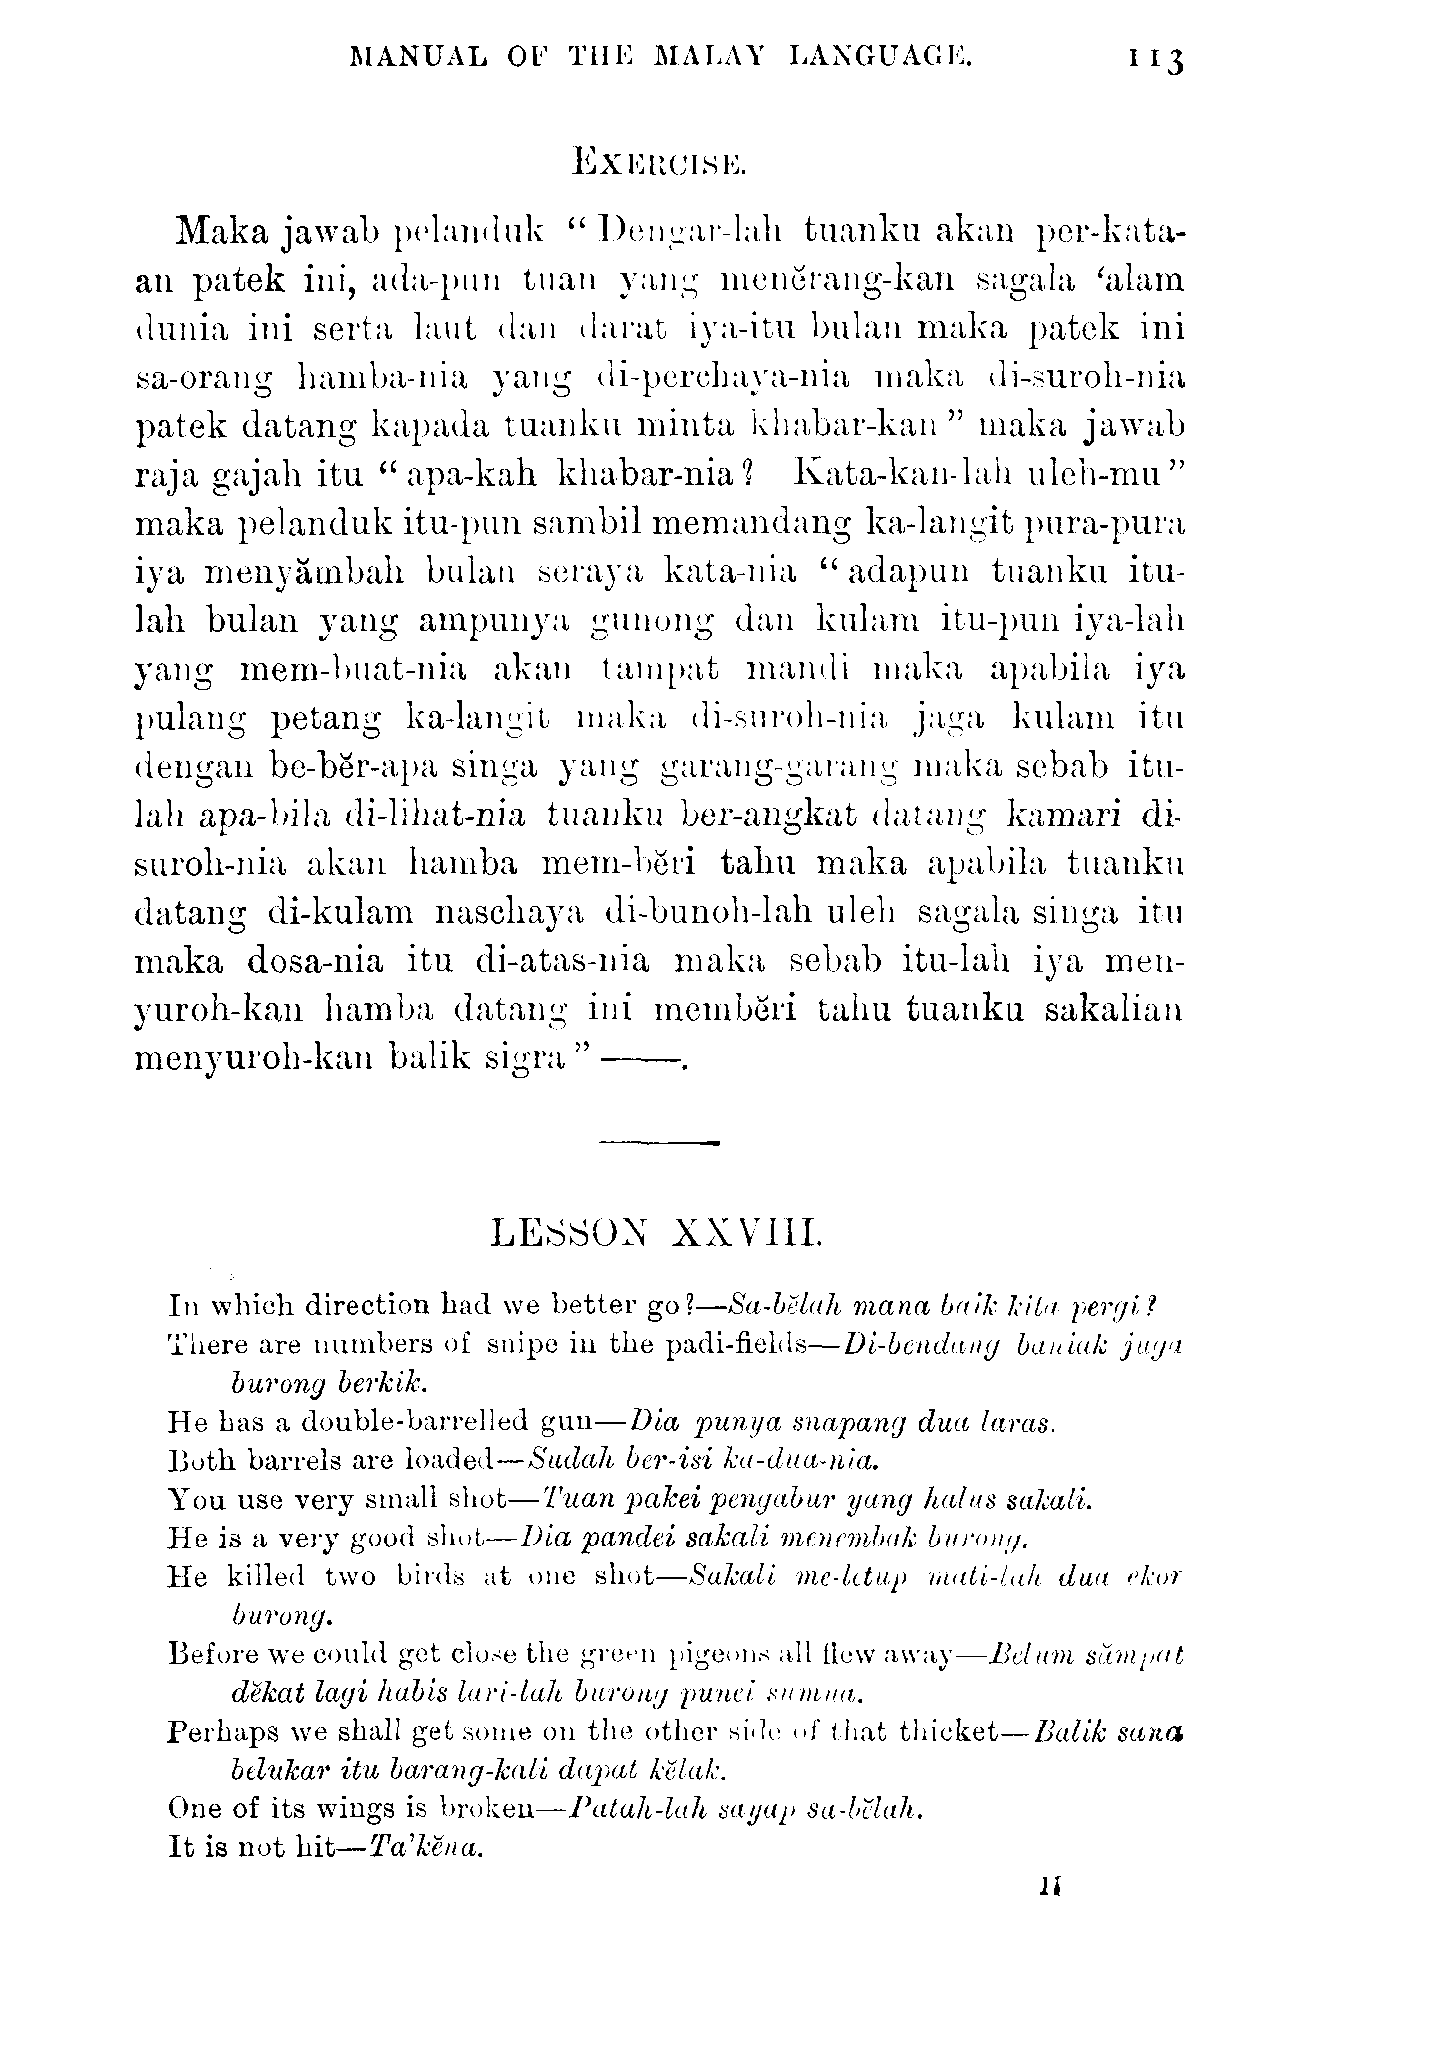 MANUAL OF THE MALAY LANGUAGE. 113
EXERCISE.
Maka jawab pelanduk “ Dengar-lah tuanku akan per-kata-
an patek ini, ada-pun tuan yang menĕrang-kan sagala ‘alam
dunia ini serta laut dan darat iya-itu bulan maka patek ini
sa-orang hamba-nia yang di-perchaya-nia maka di-suroh-nia
patek datang kapada tuanku minta khabar-kan ” maka jawab
raja gajah itu “ apa-kah khabar-nia? Kata-kan-lah uleh-mu ”
maka pelanduk itu-pun sambil memandang ka-langit pura-pura
iya menyămbah bulan seraya kata-nia “ adapun tuanku itu-
lah bulan yang ampunya gunong dan kulam itu-pun iya-lah
yang mem-buat-nia akan tampat mandi maka apabila iya
pulang petang ka-langit maka di-suroh-nia jaga kulam itu
dengan be-bĕr-apa singa yang garang-garang maka sebab itu-
lah apa-bila di-lihat-nia tuanku ber-angkat datang kamari di-
suroh-nia akan hamba mem-bĕri tahu maka apabila tuanku
datang di-kulam naschaya di-bunoh-lah uleh sagala singa itu
maka dosa-nia itu di-atas-nia maka sebab itu-lah iya men-
yuroh-kan hamba datang ini membĕri tahu tuanku sakalian
menyuroh-kan balik sigra ” ——.
LESSON XXVIII.
In which direction had we better go?—Sa-bĕlah mana baik kita pergi?
There are numbers of snipe in the padi-fields—Di-bendang baniak juga
burong berkik.
He has a double-barrelled gun—Dia punya snapang dua laras.
Both barrels are loaded—Sudah ber-isi ka-dua-nia.
You use very small shot—Tuan pakei pengabur yang halus sakali.
He is a very good shot—Dia pandei sakali menembak burong.
He killed two birds at one shot—Sakali me-letup mati-lah dua ekor
burong.
Before we could get close the green pigeons all flew away—Belum sămpat
dĕkat lagi habis lari-lah burong punei sumua.
Perhaps we shall get some on the other side of that thicket—Balik sana
belukar itu barang-kali dapat kĕlak.
One of its wings is broken—Patah-lah sayap sa-bĕlah.
It is not hit—Ta'kĕna.
H